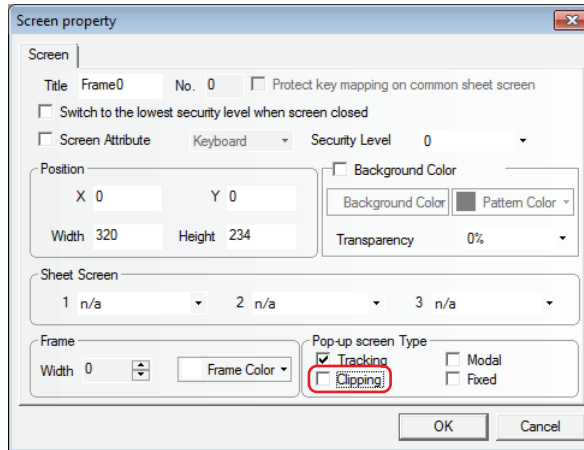 Screen property
Screen
Title Frame0 No. 0 Protect key mapping on common sheet screen
Switch to the lowest security level when screen closed
Screen Attribute Keyboard Security Level 0
Position Background Color
X 0 Y 0 Background Color Pattern Color
Width 320 Height 234 Transparency 0%
Sheet Screen
1 n/a 2 n/a 3 n/a
Frame Pop-up screen Type
Width 0 Frame Color Tracking Modal
Clipping Fixed
OK Cancel